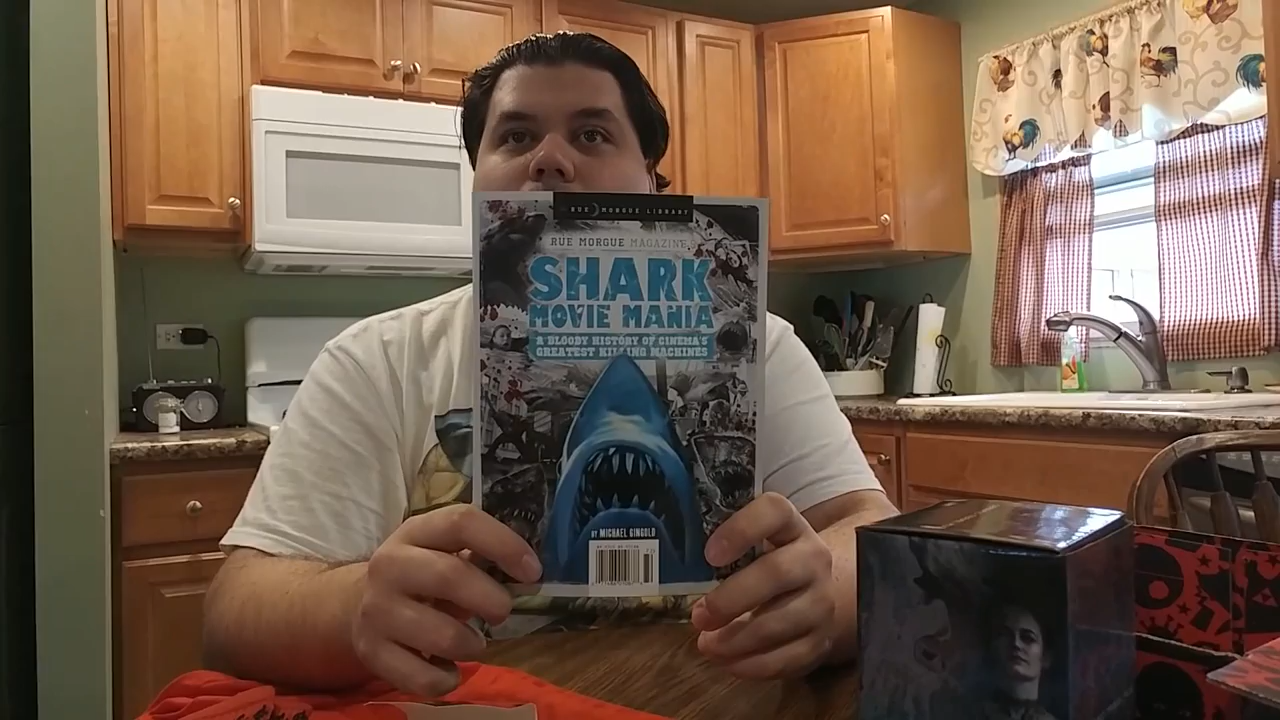 RUE MORGUE LIBRARY
RUE MORGUE MAGAZINE'S
SHARK
MOVIE MANIA
A BLOODY HISTORY OF CINEMA'S
GREATEST KILLING MACHINES
BY MICHAEL GINGOLD